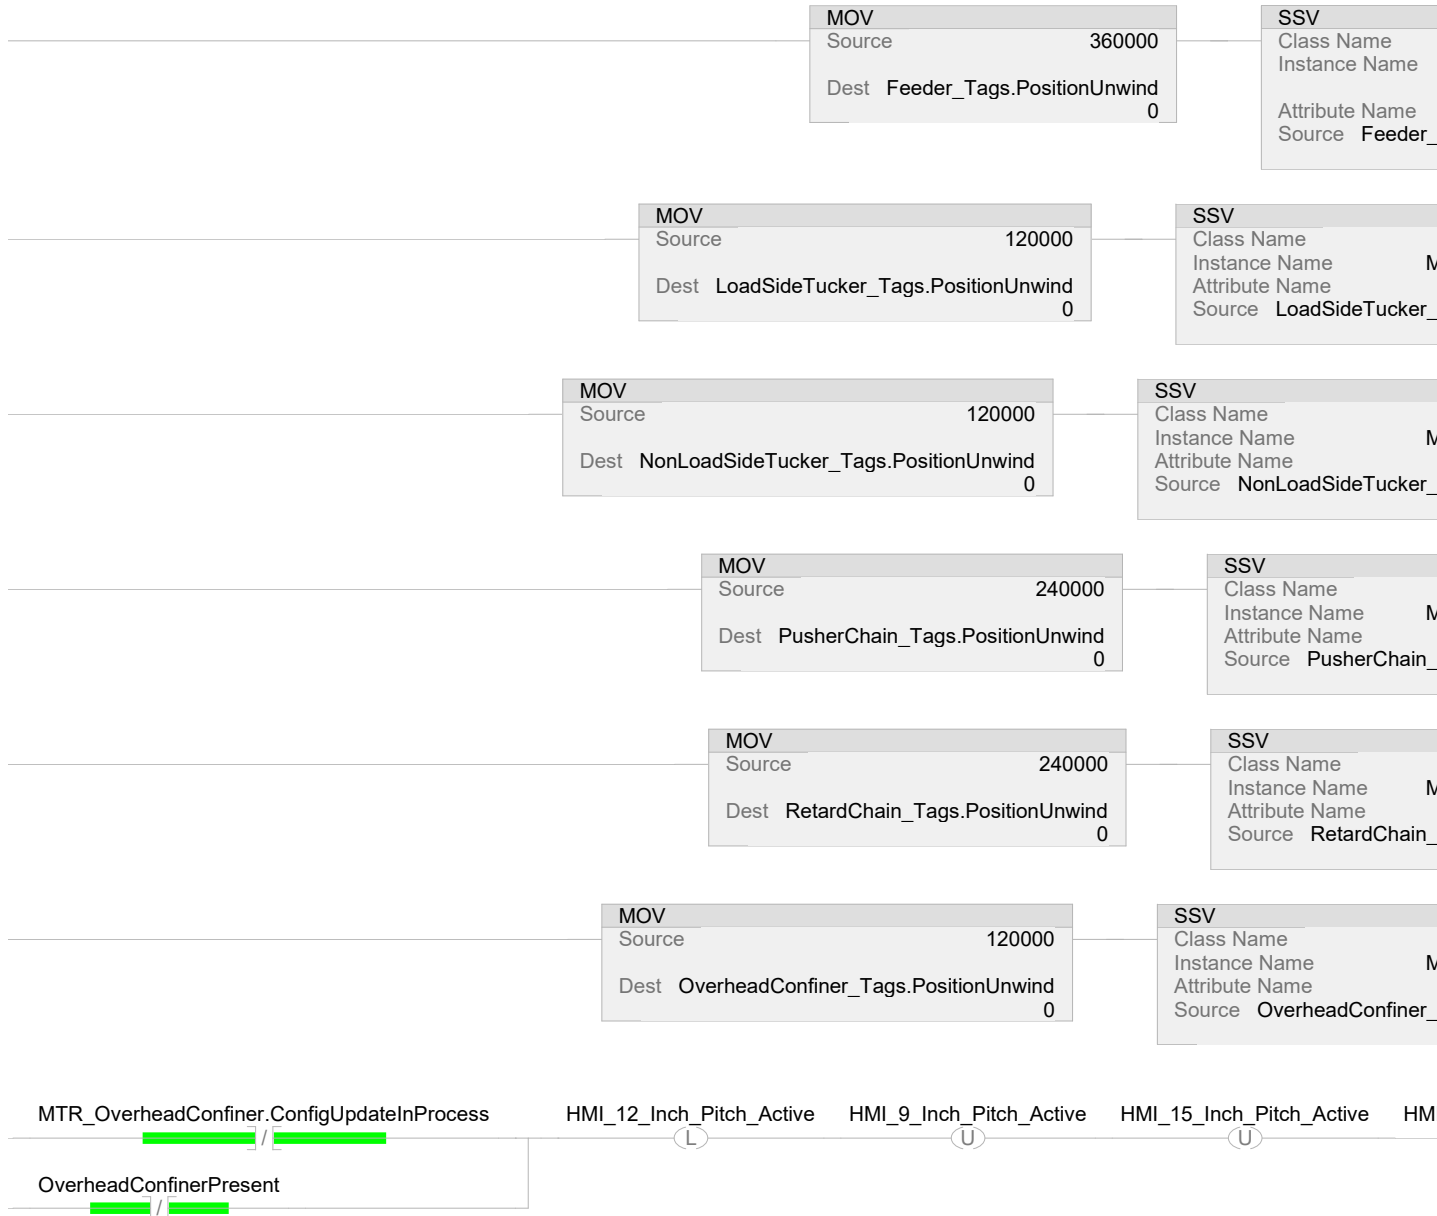 MOV
Source 360000
Dest Feeder_Tags.PositionUnwind
0
SSV
Class Name
Instance Name
Attribute Name
Source Feeder_
MOV
Source 120000
Dest LoadSideTucker_Tags.PositionUnwind
0
SSV
Class Name
Instance Name M
Attribute Name
Source LoadSideTucker_
MOV
Source 120000
Dest NonLoadSideTucker_Tags.PositionUnwind
0
SSV
Class Name
Instance Name M
Attribute Name
Source NonLoadSideTucker_
MOV
Source 240000
Dest PusherChain_Tags.PositionUnwind
0
SSV
Class Name
Instance Name M
Attribute Name
Source PusherChain_
MOV
Source 240000
Dest RetardChain_Tags.PositionUnwind
0
SSV
Class Name
Instance Name M
Attribute Name
Source RetardChain_
MOV
Source 120000
Dest OverheadConfiner_Tags.PositionUnwind
0
SSV
Class Name
Instance Name M
Attribute Name
Source OverheadConfiner_
MTR_OverheadConfiner.ConfigUpdateInProcess HMI_12_Inch_Pitch_Active HMI_9_Inch_Pitch_Active HMI_15_Inch_Pitch_Active HM
/ L U U
OverheadConfinerPresent
/